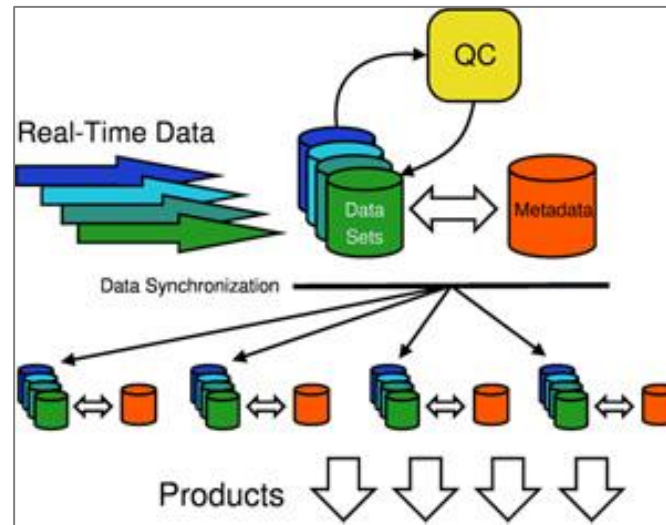 QC
Real-Time Data
Data
Sets
Metadata
Data Synchronization
Products